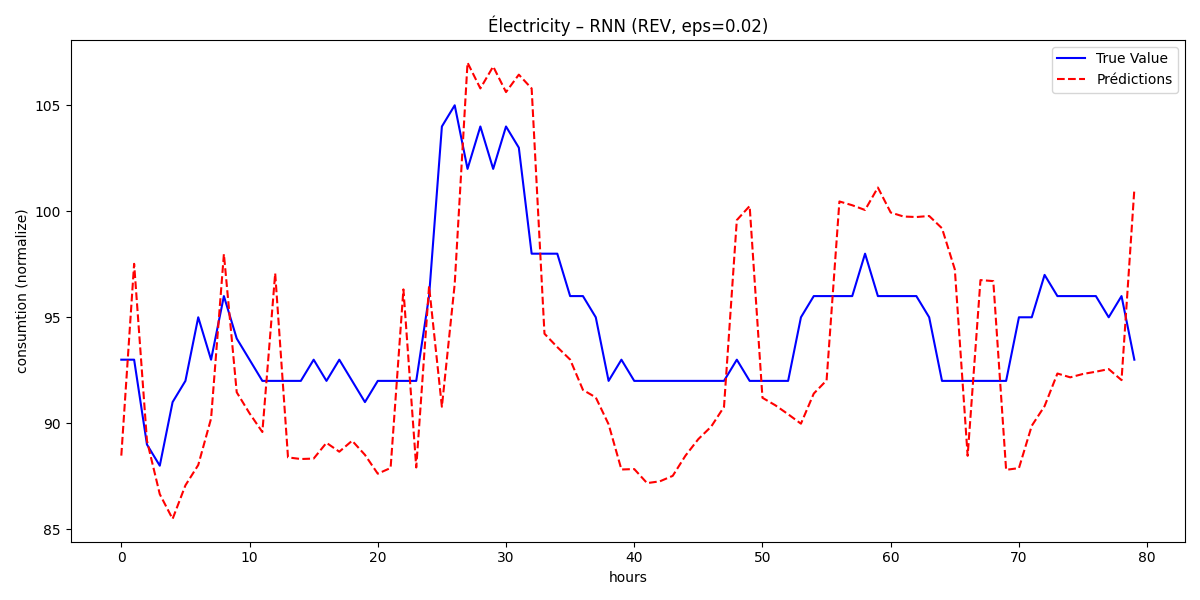 Électricity – RNN (REV, eps=0.02)
True Value
Prédictions
consumtion (normalize)
105
100
95
90
85
0 10 20 30 40 50 60 70 80
hours